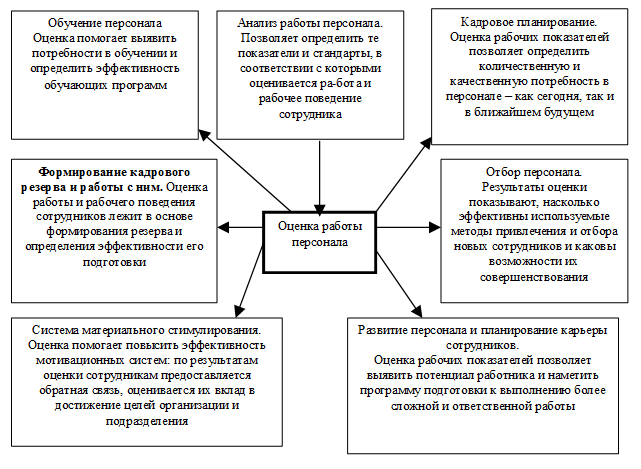 Обучение персонала
Оценка помогает выявить
потребности в обучении и
определить эффективность
обучающих программ
Анализ работы персонала.
Позволяет определить те
показатели и стандарты, в
соответствии с которыми
оценивается ра-бота и
рабочее поведение
сотрудника
Кадровое планирование.
Оценка рабочих показателей
позволяет определить
количественную и
качественную потребность в
персонале – как сегодня, так и
в ближайшем будущем
Формирование кадрового
резерва и работы с ним. Оценка
работы и рабочего поведения
сотрудников лежит в основе
формирования резерва и
определения эффективности его
подготовки
Оценка работы
персонала
Отбор персонала.
Результаты оценки
показывают, насколько
эффективны используемые
методы привлечения и отбора
новых сотрудников и каковы
возможности их
совершенствования
Система материального стимулирования.
Оценка помогает повысить эффективность
мотивационных систем: по результатам
оценки сотрудникам предоставляется
обратная связь, оценивается их вклад в
достижение целей организации и
подразделения
Развитие персонала и планирование карьеры
сотрудников.
Оценка рабочих показателей позволяет
выявить потенциал работника и наметить
программу подготовки к выполнению более
сложной и ответственной работы